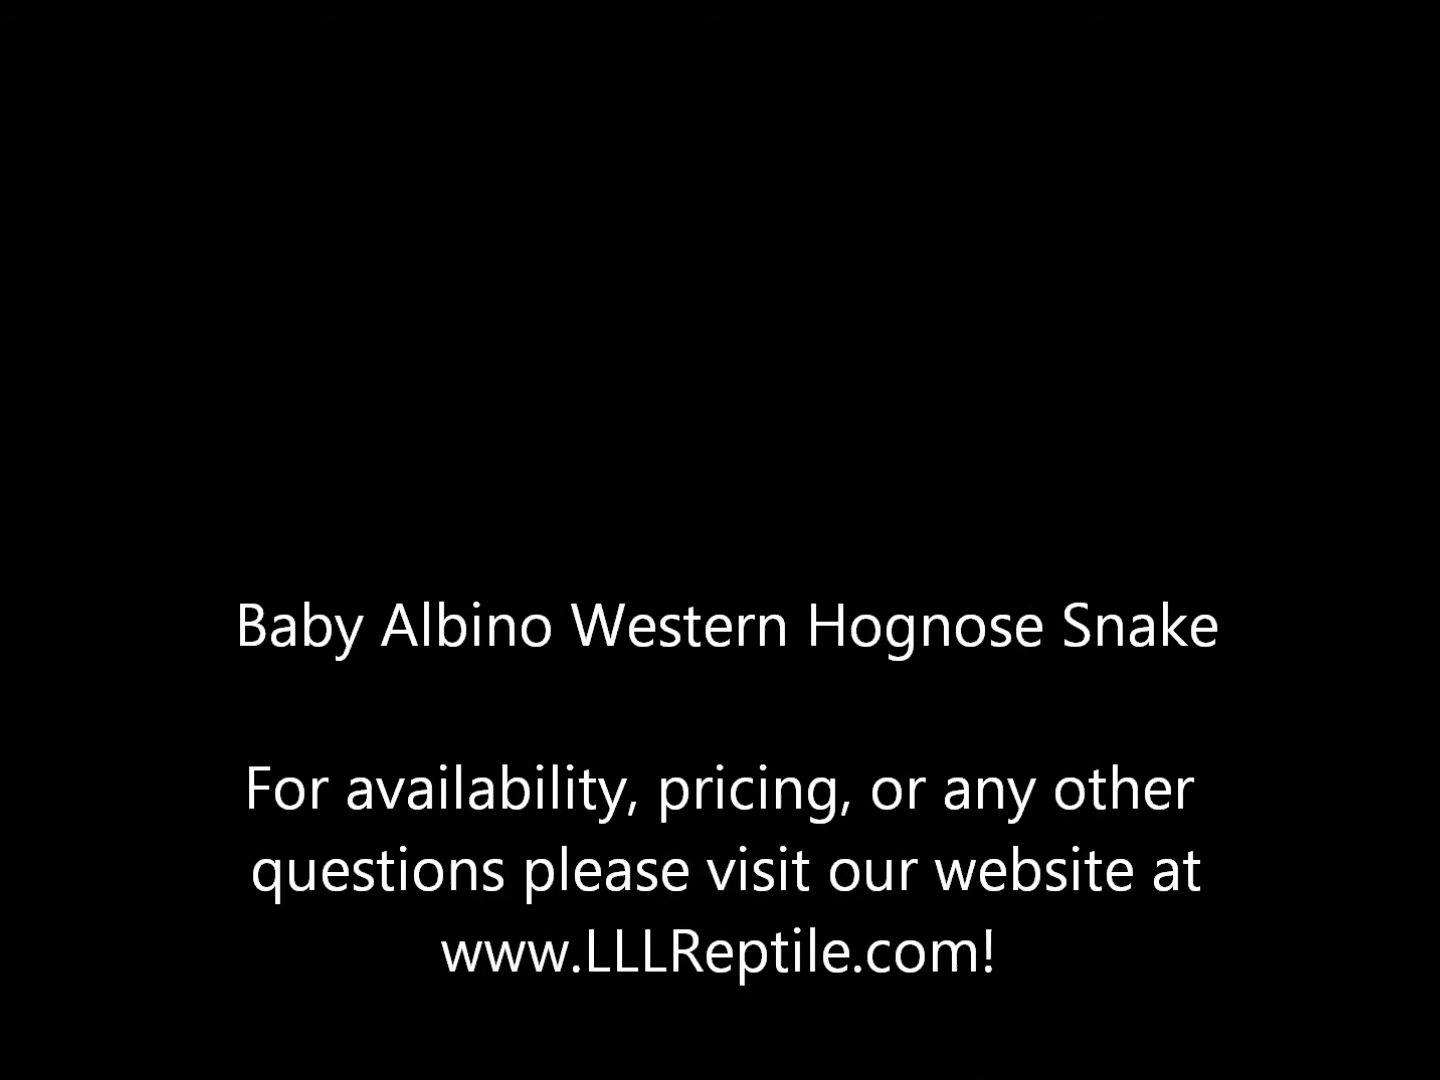 Baby Albino Western Hognose Snake
For availability, pricing, or any other
questions please visit our website at
www.LLLReptile.com!